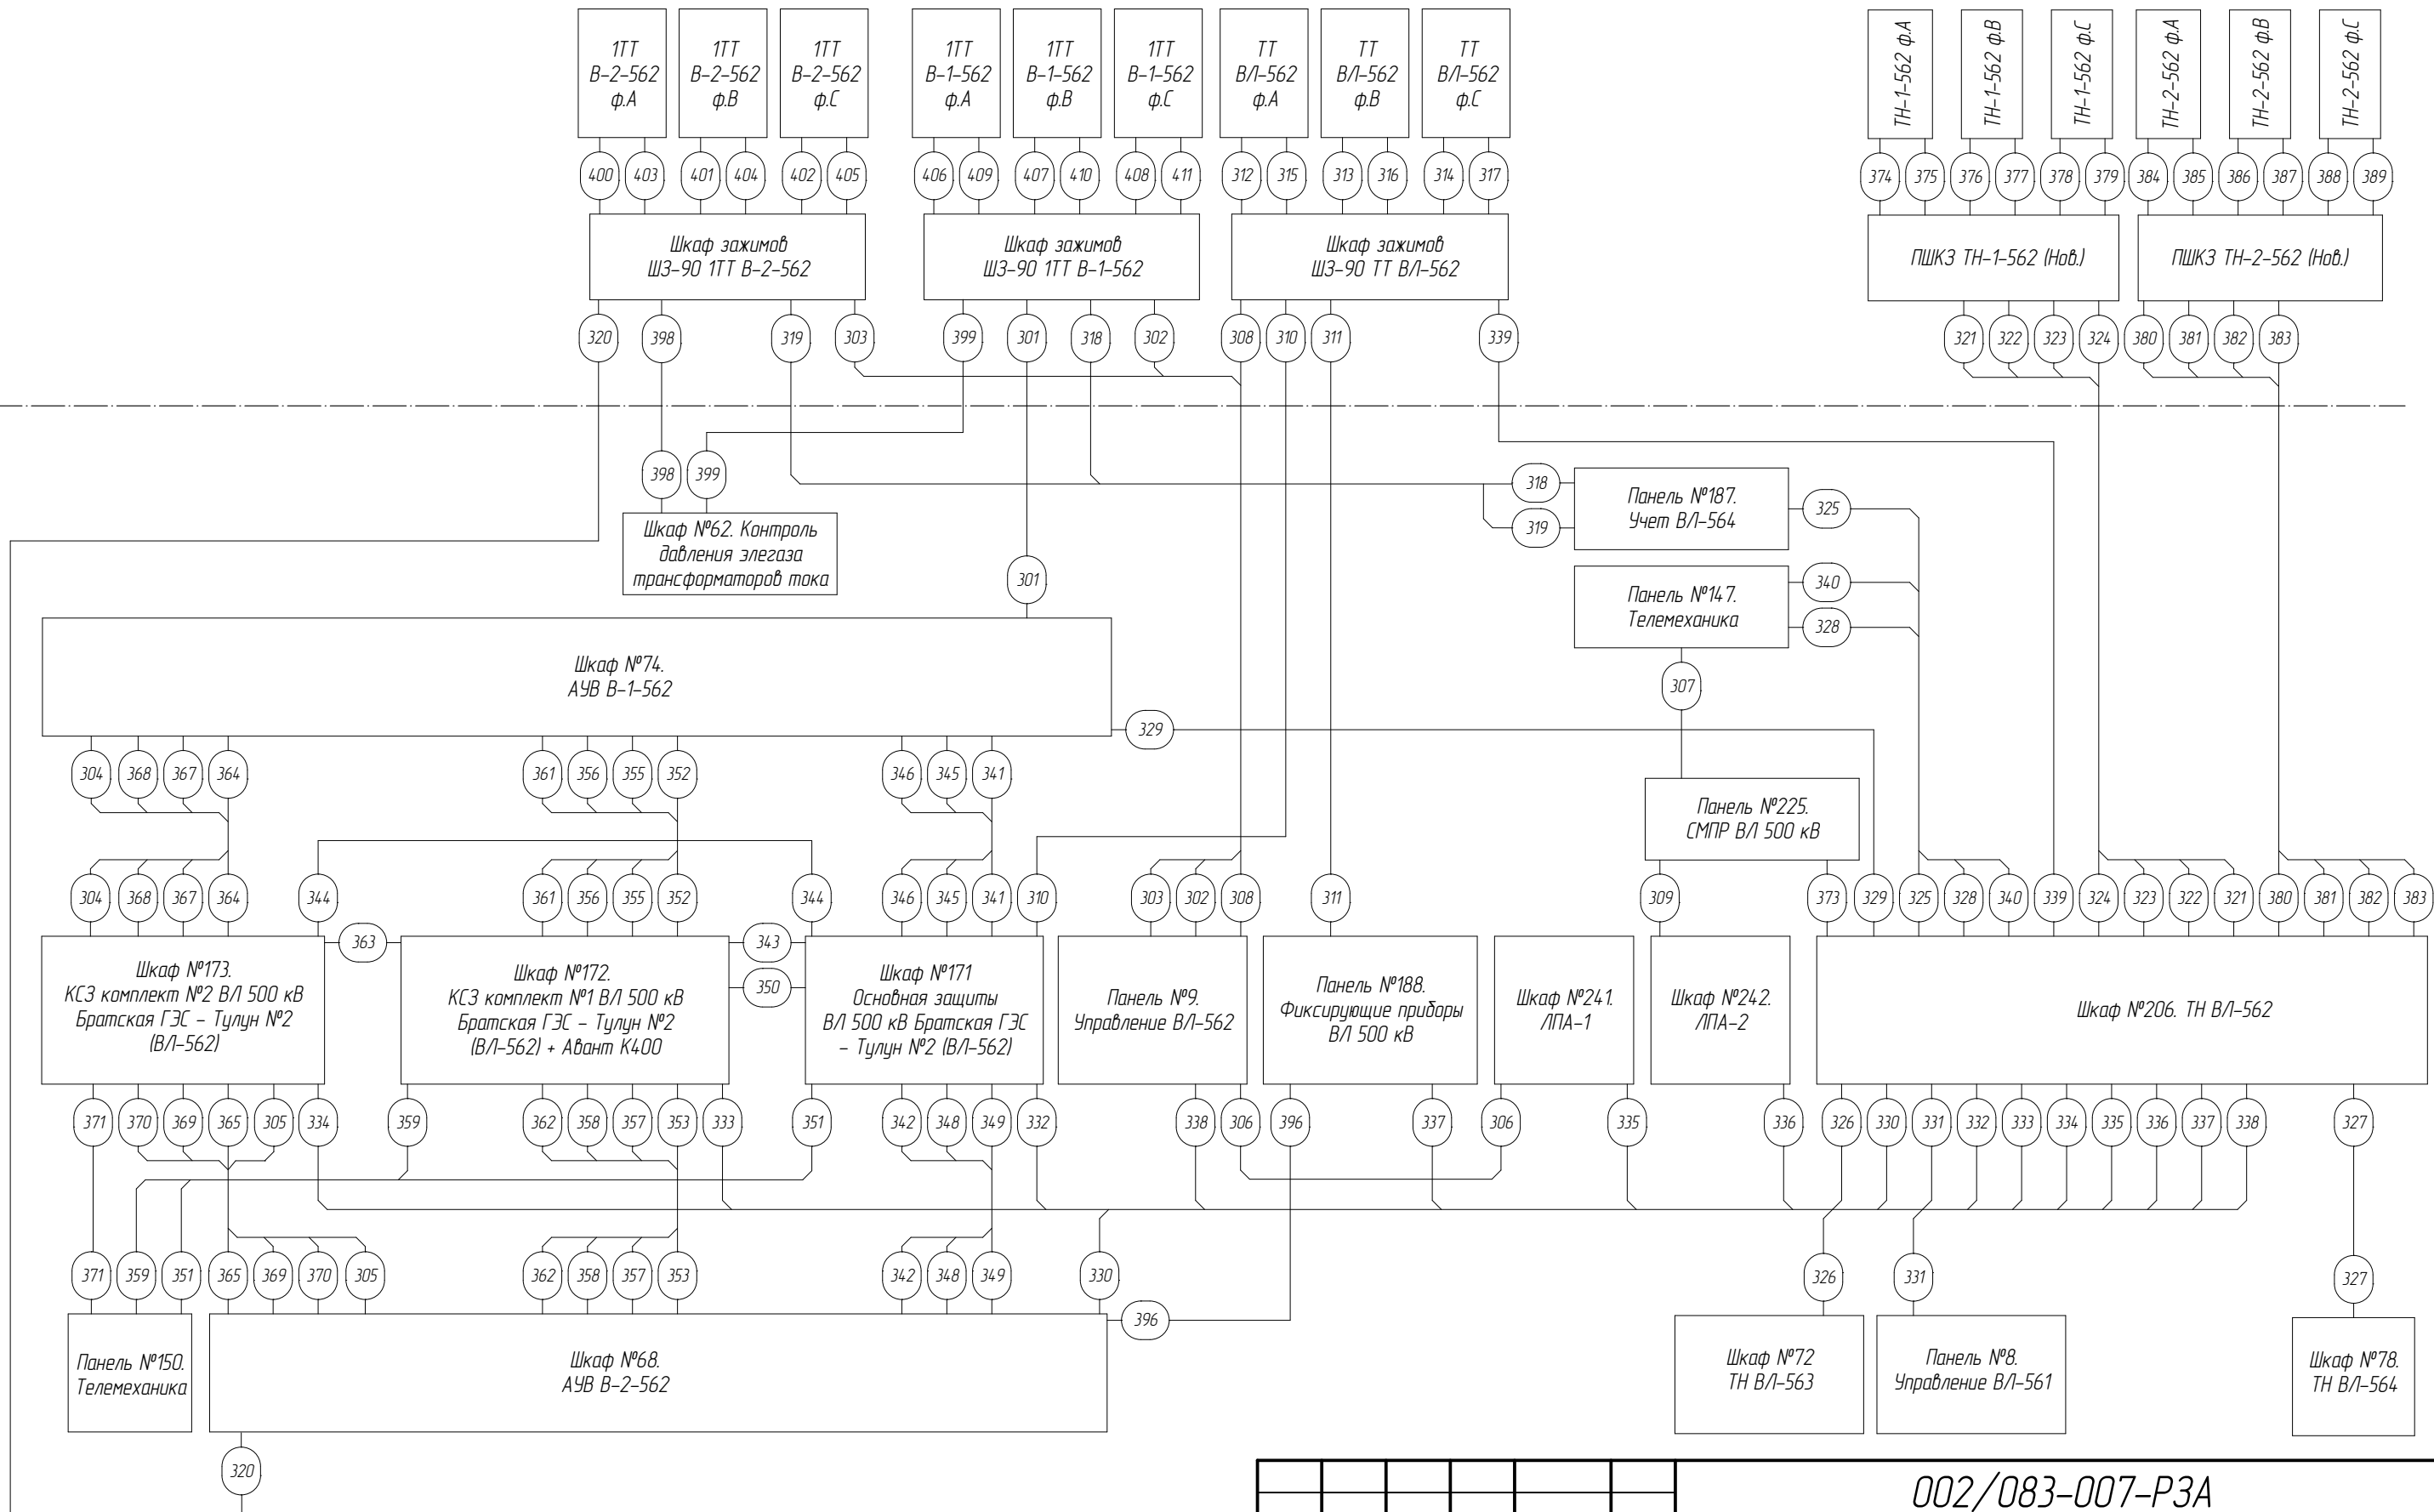 1ТТ
В-2-562
ф.А
1ТТ
В-2-562
ф.В
1ТТ
В-2-562
ф.С
1ТТ
В-1-562
ф.А
1ТТ
В-1-562
ф.В
1ТТ
В-1-562
ф.С
ТТ
ВЛ-562
ф.А
ТТ
ВЛ-562
ф.В
ТТ
ВЛ-562
ф.С
ТН-1-562 ф.А
ТН-1-562 ф.В
ТН-1-562 ф.С
ТН-2-562 ф.А
ТН-2-562 ф.В
ТН-2-562 ф.С
400 403 401 404 402 405 406 409 407 410 408 411 312 315 313 316 314 317 374 375 376 377 378 379 384 385 386 387 388 389
Шкаф зажимов
ШЗ-90 1ТТ В-2-562
Шкаф зажимов
ШЗ-90 1ТТ В-1-562
Шкаф зажимов
ШЗ-90 ТТ ВЛ-562
ПШКЗ ТН-1-562 (Нов.)
ПШКЗ ТН-2-562 (Нов.)
320 398 319 303 399 301 318 302 308 310 311 339 321 322 323 324 380 381 382 383
398 399
318
319
Панель №187.
Учет ВЛ-564
325
Шкаф №62. Контроль
давления элегаза
трансформаторов тока
301
Панель №147.
Телемеханика
340
328
307
Шкаф №74.
АУВ В-1-562
329
304 368 367 364 361 356 355 352 346 345 341
Панель №225.
СМПР ВЛ 500 кВ
304 368 367 364 344 361 356 355 352 344 346 345 341 310 303 302 308 311 309 373 329 325 328 340 339 324 323 322 321 380 381 382 383
363
343
350
Шкаф №173.
КСЗ комплект №2 ВЛ 500 кВ
Братская ГЭС - Тулун №2
(ВЛ-562)
Шкаф №172.
КСЗ комплект №1 ВЛ 500 кВ
Братская ГЭС - Тулун №2
(ВЛ-562) + Авант К400
Шкаф №171
Основная защиты
ВЛ 500 кВ Братская ГЭС
- Тулун №2 (ВЛ-562)
Панель №9.
Управление ВЛ-562
Панель №188.
Фиксирующие приборы
ВЛ 500 кВ
Шкаф №241.
ЛПА-1
Шкаф №242.
ЛПА-2
Шкаф №206. ТН ВЛ-562
371 370 369 365 305 334 359 362 358 357 353 333 351 342 348 349 332 338 306 396 337 306 335 336 326 330 331 332 333 334 335 336 337 338 327
371 359 351 365 369 370 305 362 358 357 353 342 348 349 330 326 331 327
396
Панель №150.
Телемеханика
Шкаф №68.
АУВ В-2-562
Шкаф №72
ТН ВЛ-563
Панель №8.
Управление ВЛ-561
Шкаф №78.
ТН ВЛ-564
320
002/083-007-РЗА